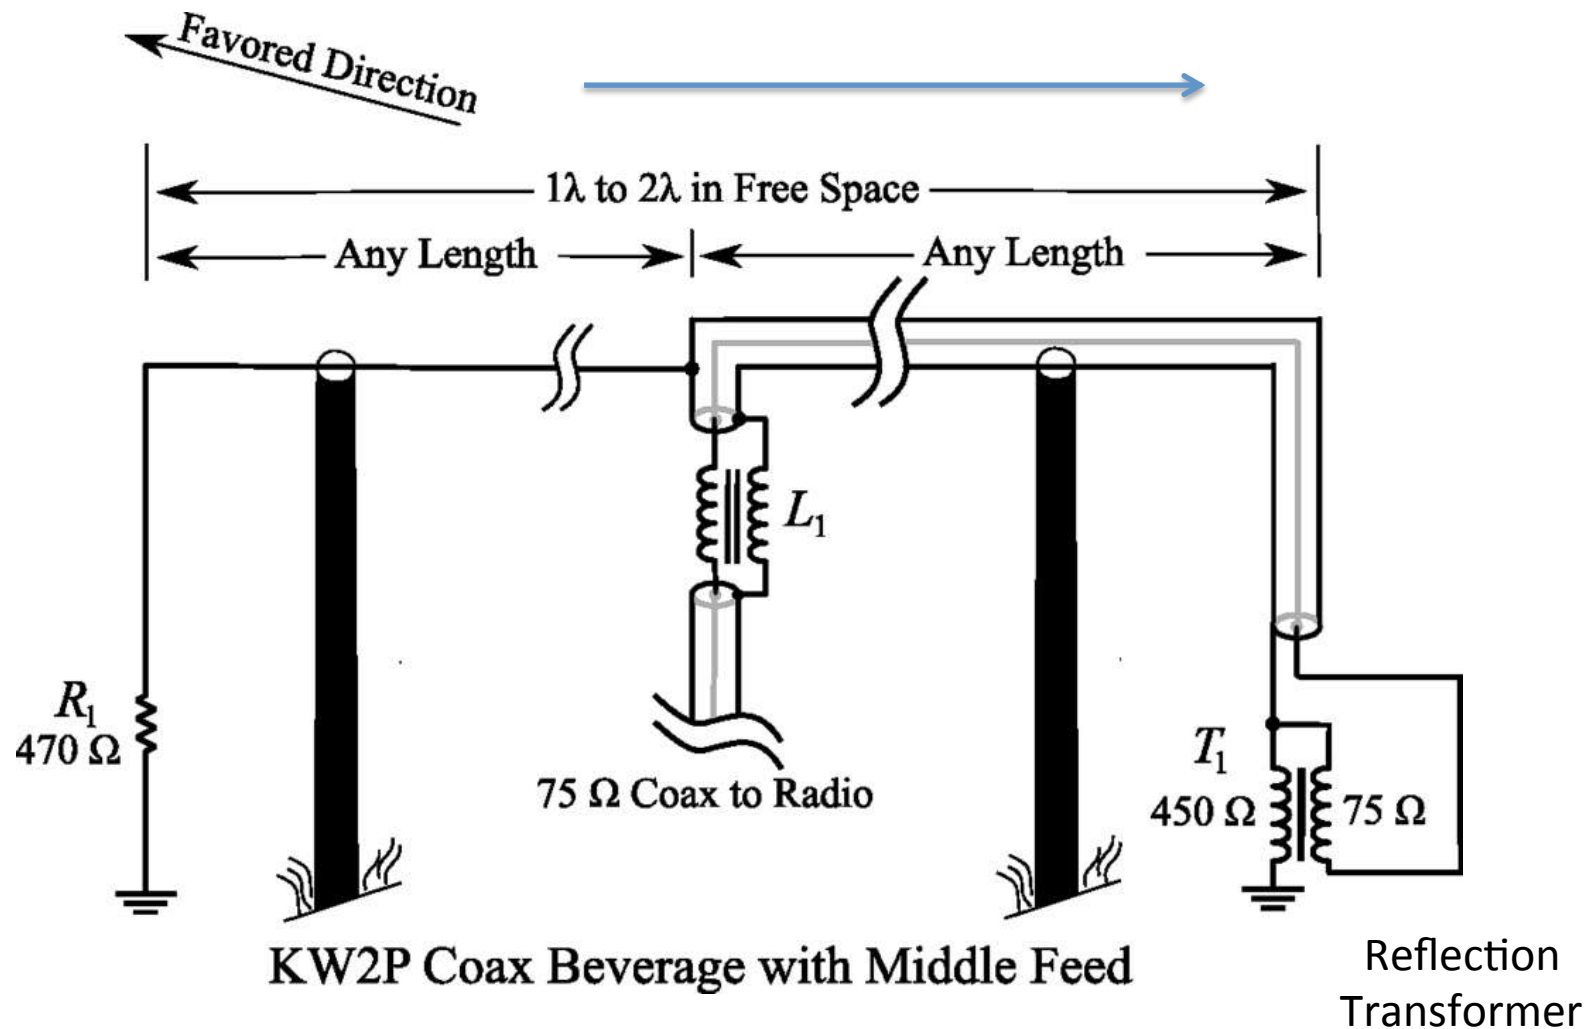 Favored Direction
1λ to 2λ in Free Space
Any Length
Any Length
L₁
R₁
470 Ω
75 Ω Coax to Radio
T₁
450 Ω
75 Ω
KW2P Coax Beverage with Middle Feed
Reflection
Transformer